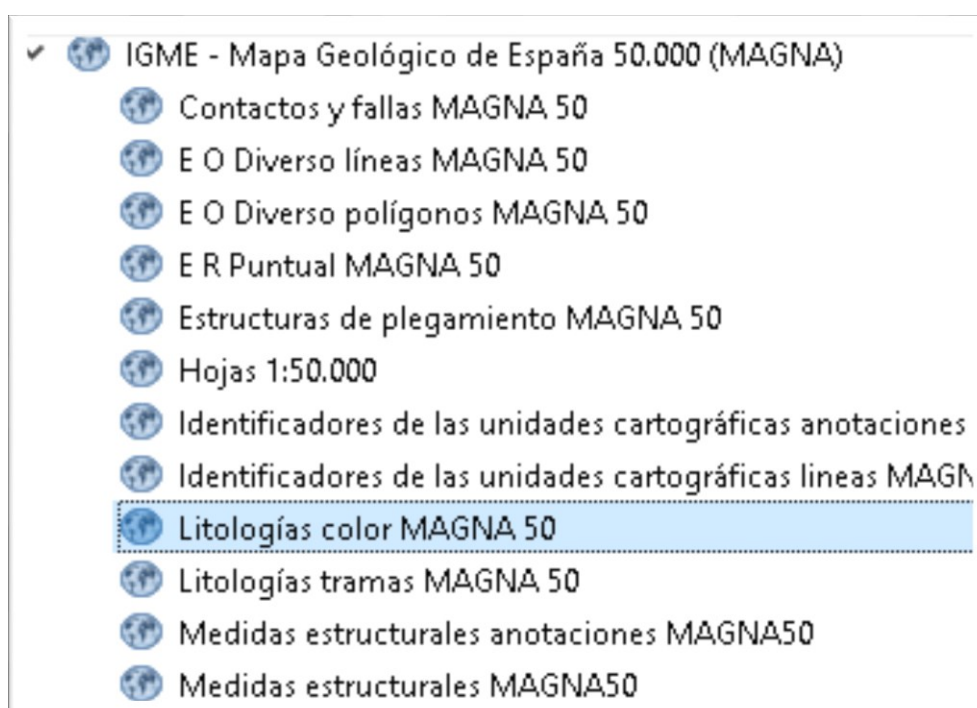 IGME - Mapa Geológico de España 50.000 (MAGNA)
Contactos y fallas MAGNA 50
E O Diverso líneas MAGNA 50
E O Diverso polígonos MAGNA 50
E R Puntual MAGNA 50
Estructuras de plegamiento MAGNA 50
Hojas 1:50.000
Identificadores de las unidades cartográficas anotaciones
Identificadores de las unidades cartográficas lineas
Litologías color MAGNA 50
Litologías tramas MAGNA 50
Medidas estructurales anotaciones MAGNA50
Medidas estructurales MAGNA50